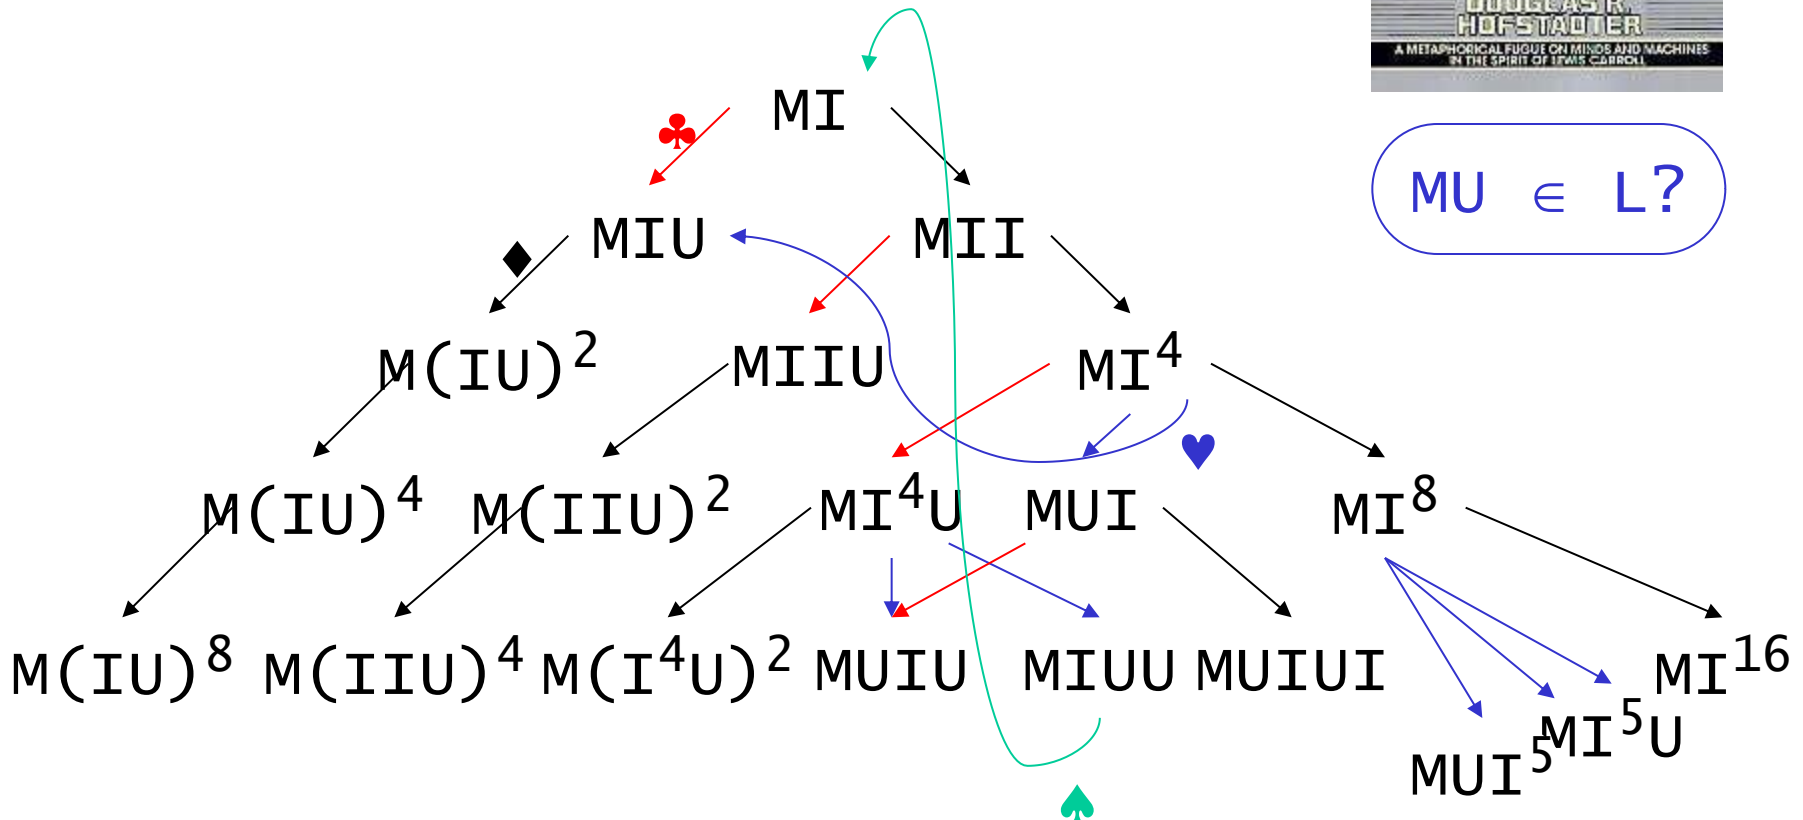 DOUGLAS R.
HOFSTADTER
A METAPHORICAL FUGUE ON MINDS AND MACHINES
IN THE SPIRIT OF LEWIS CARROLL
MI
♣
MU ∈ L?
MIU MII
♦
M(IU)² MIIU MI⁴
♥
M(IU)⁴ M(IIU)² MI⁴U MUI MI⁸
M(IU)⁸ M(IIU)⁴ M(I⁴U)² MUIU MIUU MUIUI MI¹⁶
MI⁵U
MUI⁵
♠